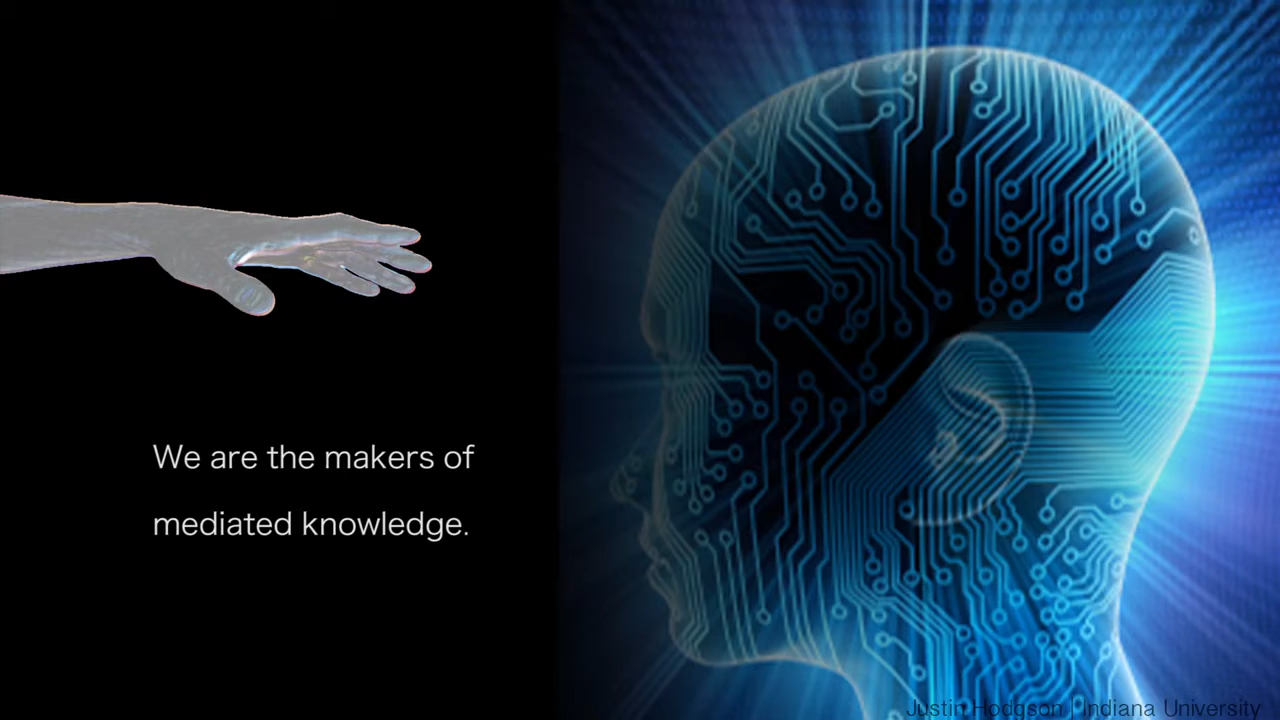 We are the makers of
mediated knowledge.
Justin Hodgson | Indiana University